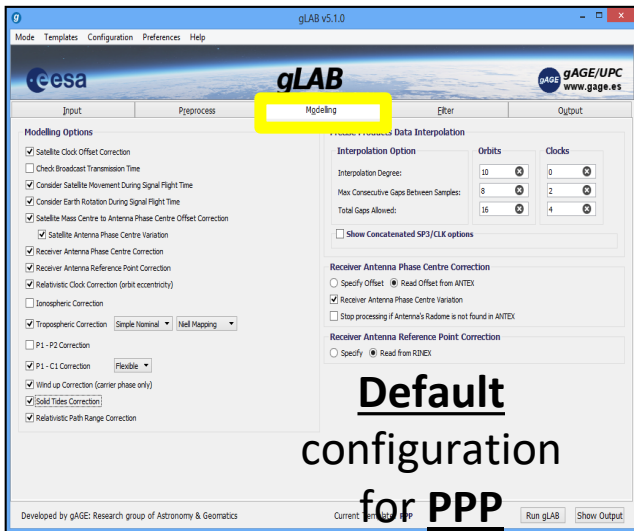 gLAB v5.1.0
Mode Templates Configuration Preferences Help
esa
gLAB
gAGE
gAGE/UPC
www.gage.es
Input Preprocess Modeling Filter Output
Modelling Options
Satellite Clock Offset Correction
Check Broadcast Transmission Time
Consider Satellite Movement During Signal Flight Time
Consider Earth Rotation During Signal Flight Time
Satellite Mass Centre to Antenna Phase Centre Offset Correction
Satellite Antenna Phase Centre Variation
Receiver Antenna Phase Centre Correction
Receiver Antenna Reference Point Correction
Relativistic Clock Correction (orbit eccentricity)
Ionospheric Correction
Tropospheric Correction Simple Nominal Niell Mapping
P1 - P2 Correction
P1 - C1 Correction Flexible
Wind up Correction (carrier phase only)
Solid Tides Correction
Relativistic Path Range Correction
Precise Products Data Interpolation
Interpolation Option Orbits Clocks
Interpolation Degree: 10 0
Max Consecutive Gaps Between Samples: 8 2
Total Gaps Allowed: 16 4
Show Concatenated SP3/CLK options
Receiver Antenna Phase Centre Correction
Specify Offset Read Offset from ANTEX
Receiver Antenna Phase Centre Variation
Stop processing if Antenna's Radome is not found in ANTEX
Receiver Antenna Reference Point Correction
Specify Read from RINEX
Default
configuration
for PPP
Developed by gAGE: Research group of Astronomy & Geomatics
Current Template: PPP
Run gLAB Show Output